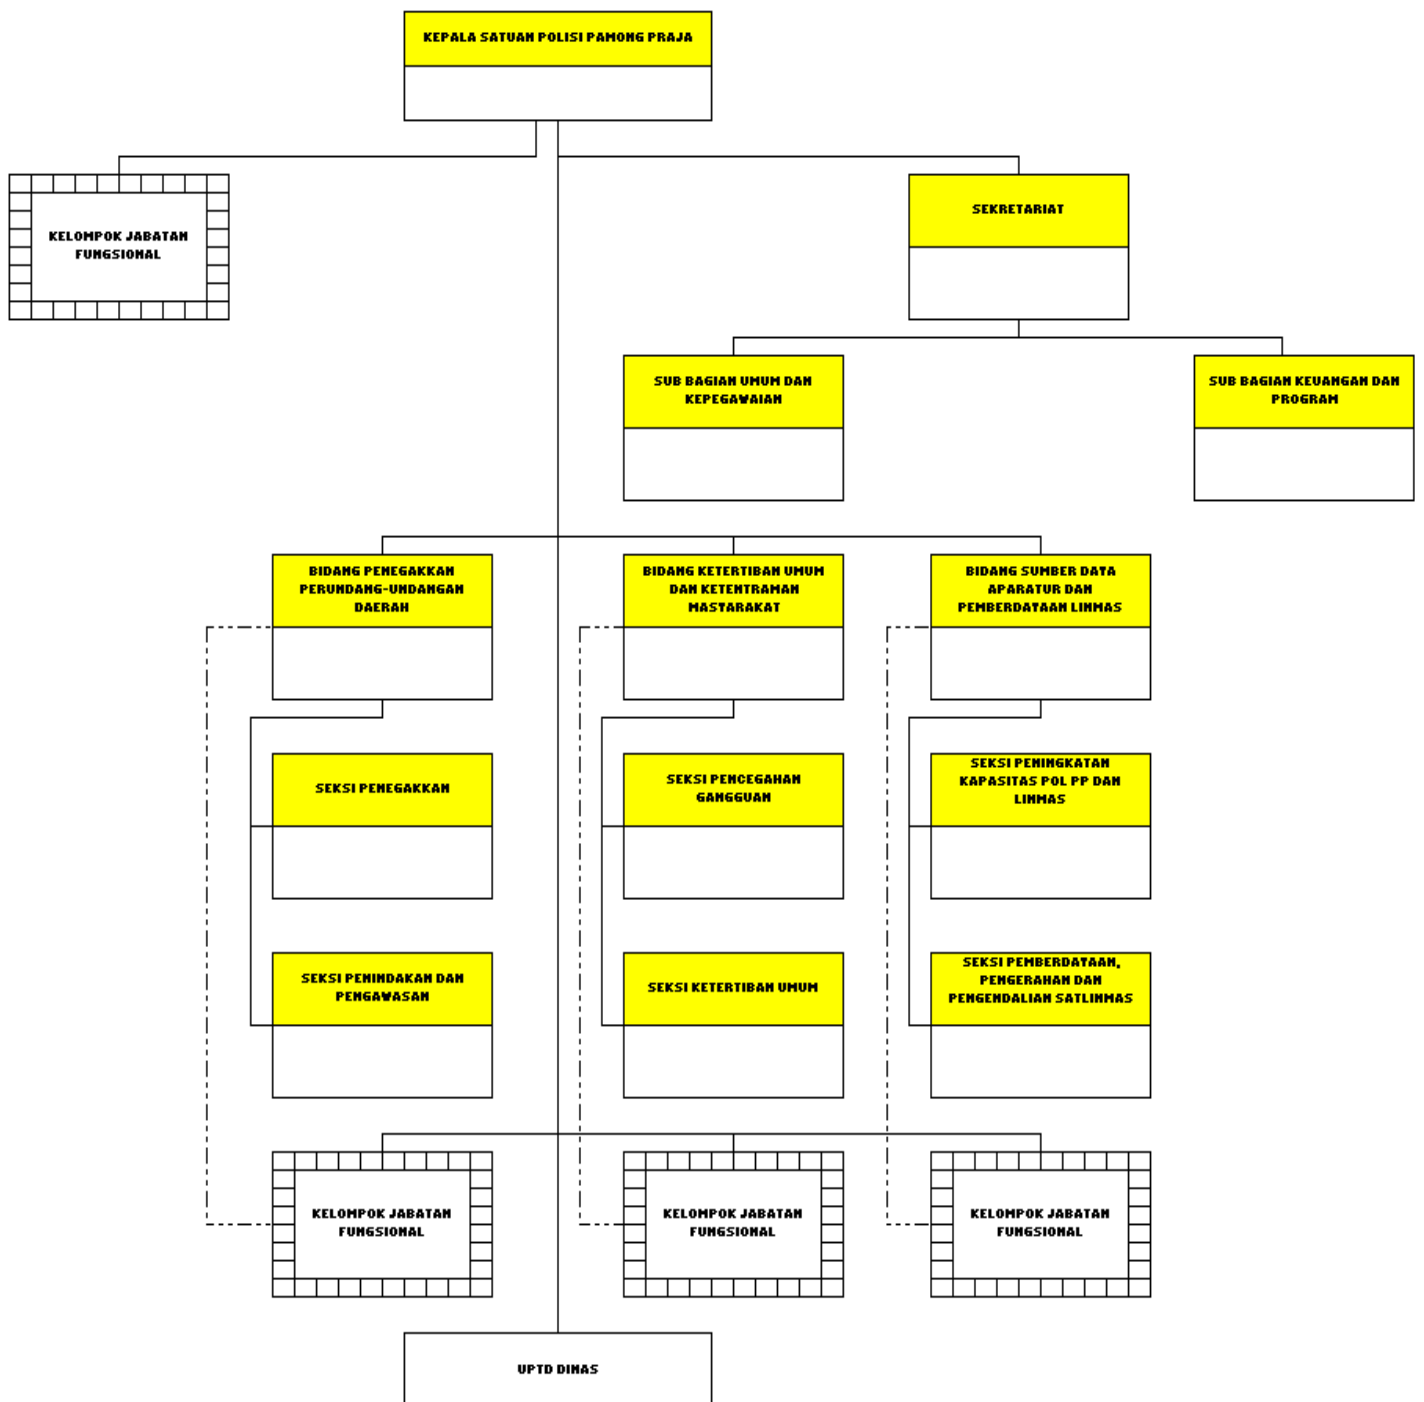 KEPALA SATUAN POLISI PAMONG PRAJA
KELOMPOK JABATAN
FUNGSIONAL
SEKRETARIAT
SUB BAGIAN UMUM DAN
KEPEGAWAIAN
SUB BAGIAN KEUANGAN DAN
PROGRAM
BIDANG PENEGAKKAN
PERUNDANG-UNDANGAN
DAERAH
BIDANG KETERTIBAN UMUM
DAN KETENTRAMAN
MASYARAKAT
BIDANG SUMBER DAYA
APARATUR DAN
PEMBERDAYAAN LINMAS
SEKSI PENEGAKKAN
SEKSI PENCEGAHAN
GANGGUAN
SEKSI PENINGKATAN
KAPASITAS POL PP DAN
LINMAS
SEKSI PENINDAKAN DAN
PENGAWASAN
SEKSI KETERTIBAN UMUM
SEKSI PEMBERDAYAAN,
PENGERAHAN DAN
PENGENDALIAN SATLINMAS
KELOMPOK JABATAN
FUNGSIONAL
KELOMPOK JABATAN
FUNGSIONAL
KELOMPOK JABATAN
FUNGSIONAL
UPTD DINAS